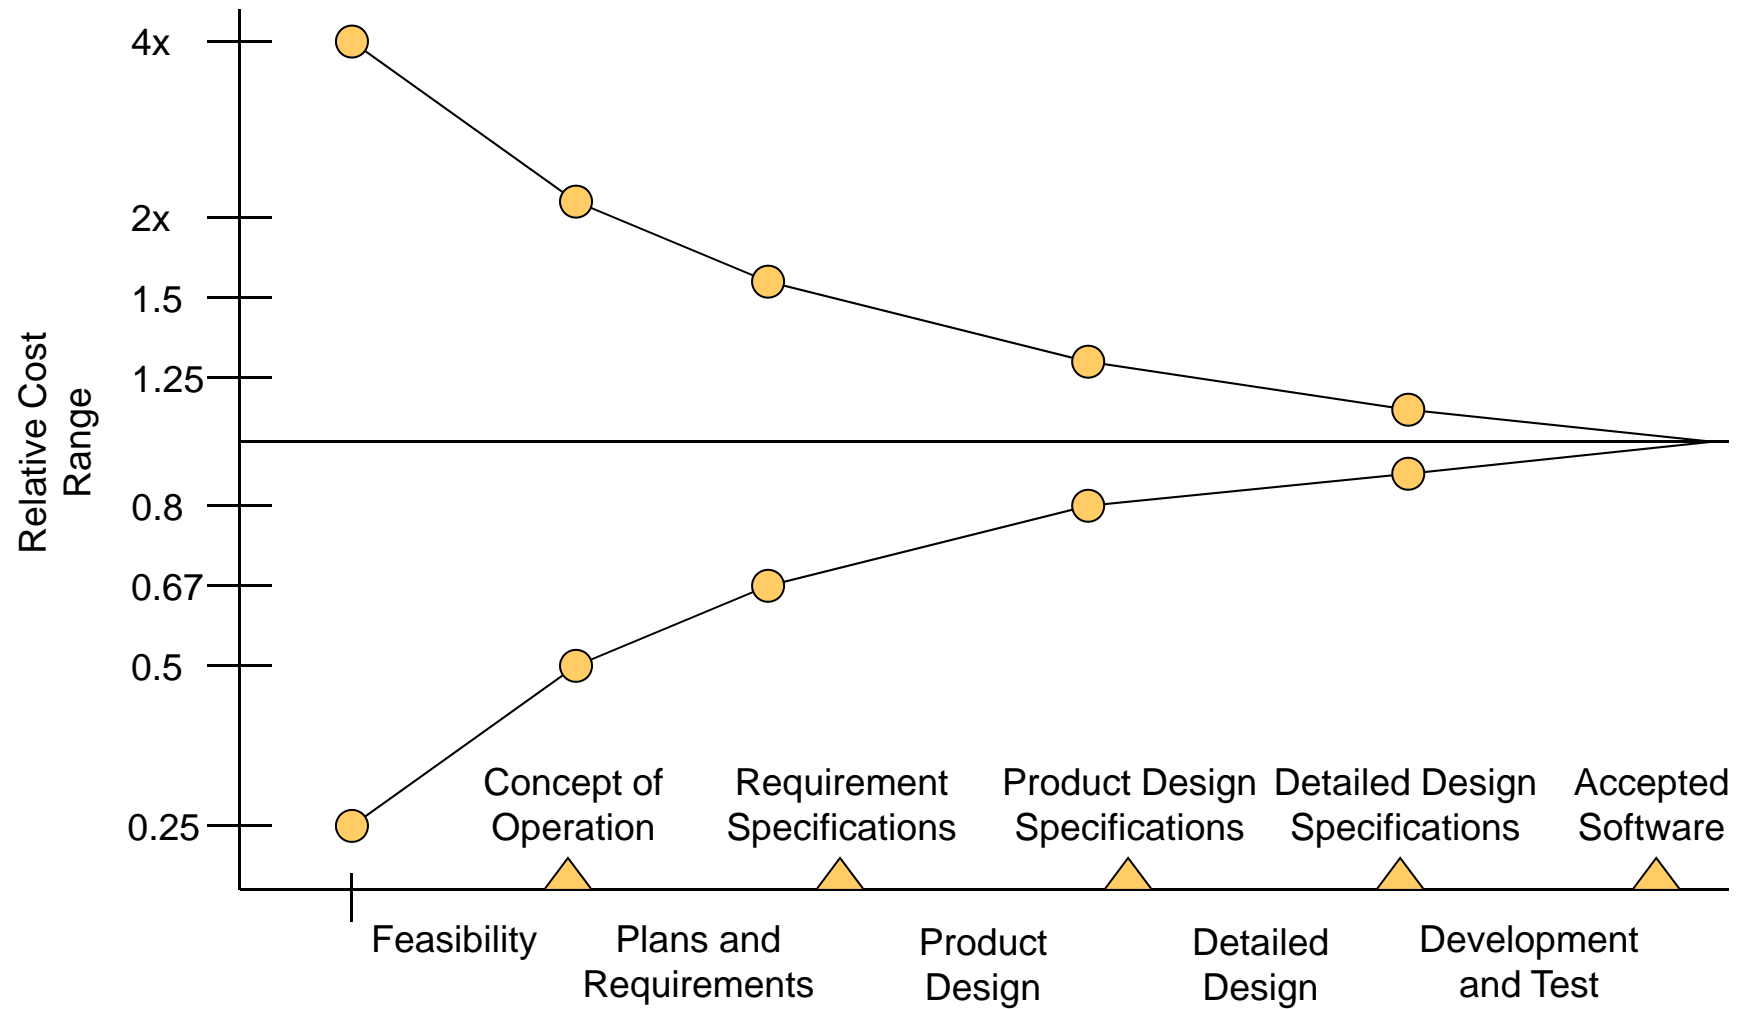 4x
2x
1.5
1.25
0.8
0.67
0.5
0.25
Relative Cost
Range
Concept of
Operation
Requirement
Specifications
Product Design
Specifications
Detailed Design
Specifications
Accepted
Software
Feasibility
Plans and
Requirements
Product
Design
Detailed
Design
Development
and Test